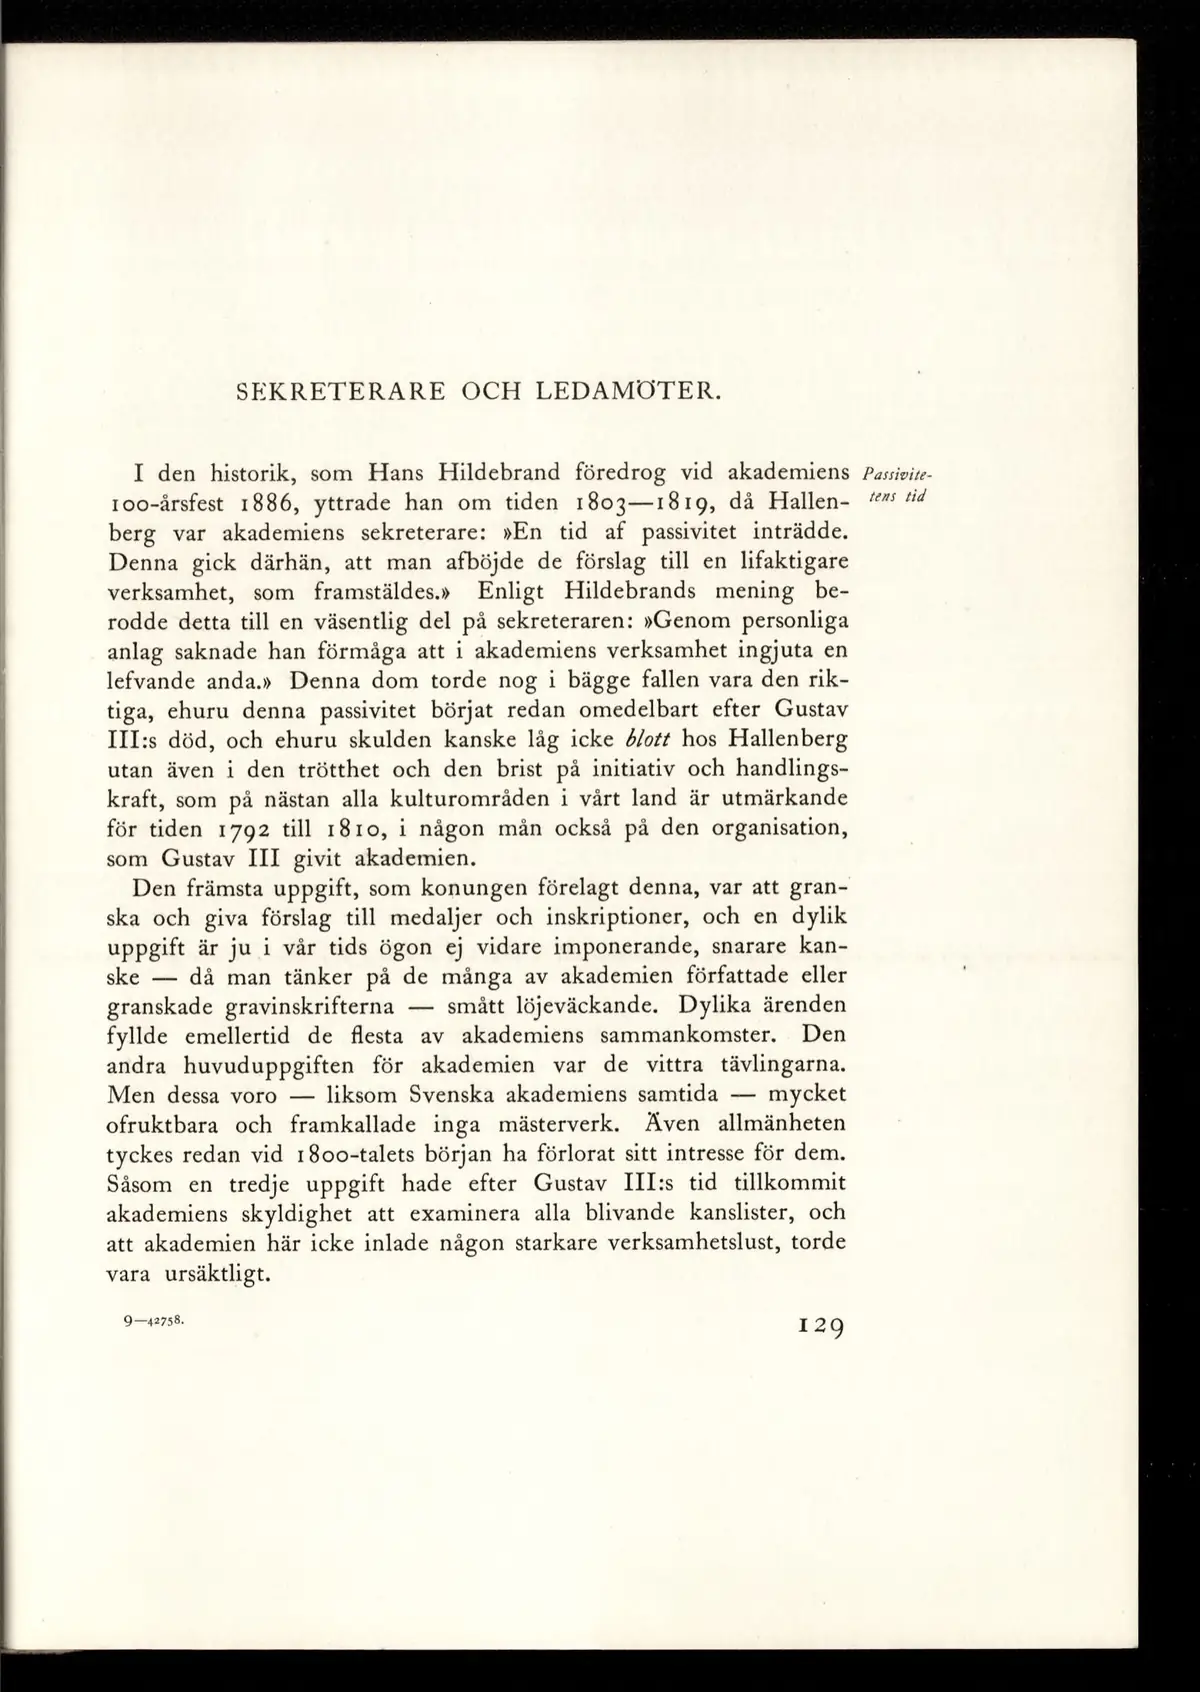 SEKRETERARE OCH LEDAMÖTER.
I den historik, som Hans Hildebrand föredrog vid akademiens
100-årsfest 1886, yttrade han om tiden 1803—1819, då Hallen-
berg var akademiens sekreterare: »En tid af passivitet inträdde.
Denna gick därhän, att man afböjde de förslag till en lifaktigare
verksamhet, som framstäldes.» Enligt Hildebrands mening be-
rodde detta till en väsentlig del på sekreteraren: »Genom personliga
anlag saknade han förmåga att i akademiens verksamhet ingjuta en
lefvande anda.» Denna dom torde nog i bägge fallen vara den rik-
tiga, ehuru denna passivitet börjat redan omedelbart efter Gustav
III:s död, och ehuru skulden kanske låg icke blott hos Hallenberg
utan även i den trötthet och den brist på initiativ och handlings-
kraft, som på nästan alla kulturområden i vårt land är utmärkande
för tiden 1792 till 1810, i någon mån också på den organisation,
som Gustav III givit akademien.
Passivite-
tens tid
Den främsta uppgift, som konungen förelagt denna, var att gran-
ska och giva förslag till medaljer och inskriptioner, och en dylik
uppgift är ju i vår tids ögon ej vidare imponerande, snarare kan-
ske — då man tänker på de många av akademien författade eller
granskade gravinskrifterna — smått löjeväckande. Dylika ärenden
fyllde emellertid de flesta av akademiens sammankomster. Den
andra huvuduppgiften för akademien var de vittra tävlingarna.
Men dessa voro — liksom Svenska akademiens samtida — mycket
ofruktbara och framkallade inga mästerverk. Även allmänheten
tyckes redan vid 1800-talets början ha förlorat sitt intresse för dem.
Såsom en tredje uppgift hade efter Gustav III:s tid tillkommit
akademiens skyldighet att examinera alla blivande kanslister, och
att akademien här icke inlade någon starkare verksamhetslust, torde
vara ursäktligt.
9—42758.
129